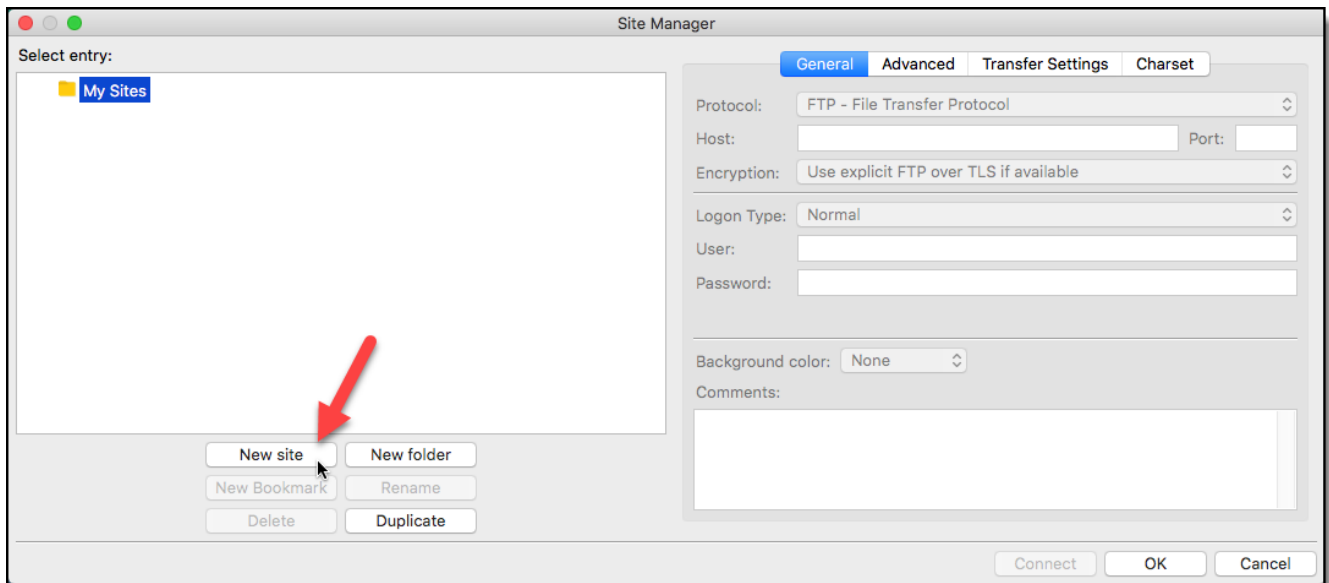 Site Manager
Select entry:
My Sites
New site New folder
New Bookmark Rename
Delete Duplicate
General Advanced Transfer Settings Charset
Protocol: FTP - File Transfer Protocol
Host: Port:
Encryption: Use explicit FTP over TLS if available
Logon Type: Normal
User:
Password:
Background color: None
Comments:
Connect OK Cancel